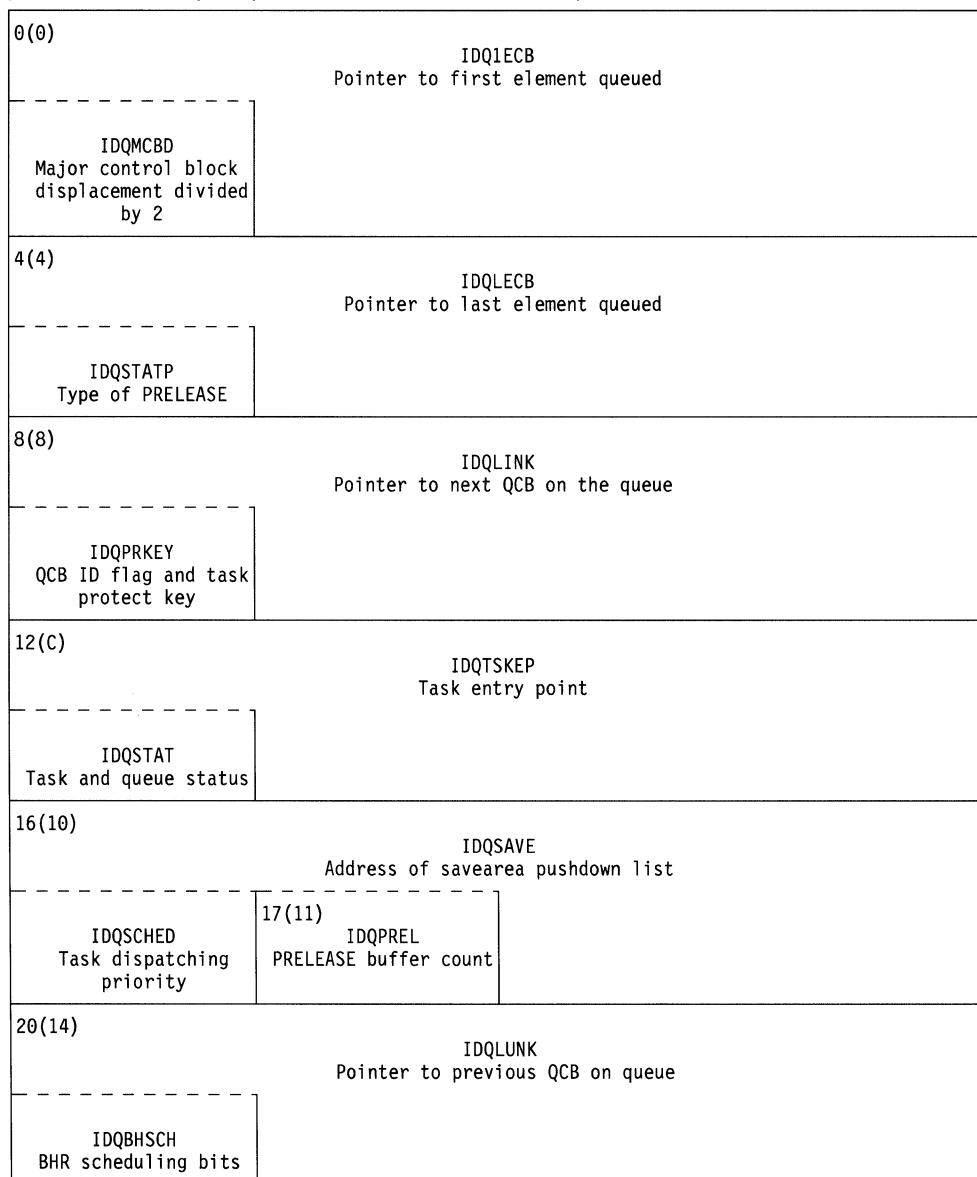 0(0)
IDQ1ECB
Pointer to first element queued
IDQMCBD
Major control block
displacement divided
by 2
4(4)
IDQLECB
Pointer to last element queued
IDQSTATP
Type of PRELEASE
8(8)
IDQLINK
Pointer to next QCB on the queue
IDQPRKEY
QCB ID flag and task
protect key
12(C)
IDQTSKEP
Task entry point
IDQSTAT
Task and queue status
16(10)
IDQSAVE
Address of savearea pushdown list
IDQSCHED
Task dispatching
priority
17(11)
IDQPREL
PRELEASE buffer count
20(14)
IDQLUNK
Pointer to previous QCB on queue
IDQBHSCH
BHR scheduling bits